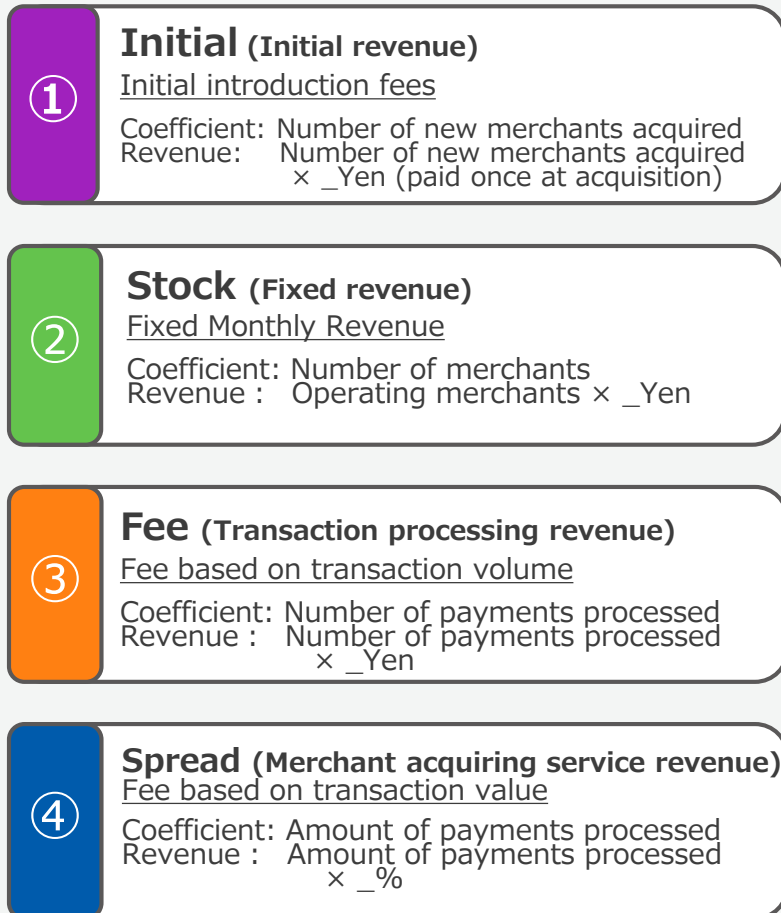 ①
Initial (Initial revenue)
Initial introduction fees
Coefficient: Number of new merchants acquired
Revenue: Number of new merchants acquired
× _Yen (paid once at acquisition)
②
Stock (Fixed revenue)
Fixed Monthly Revenue
Coefficient: Number of merchants
Revenue : Operating merchants × _Yen
③
Fee (Transaction processing revenue)
Fee based on transaction volume
Coefficient: Number of payments processed
Revenue : Number of payments processed
× _Yen
④
Spread (Merchant acquiring service revenue)
Fee based on transaction value
Coefficient: Amount of payments processed
Revenue : Amount of payments processed
× _%